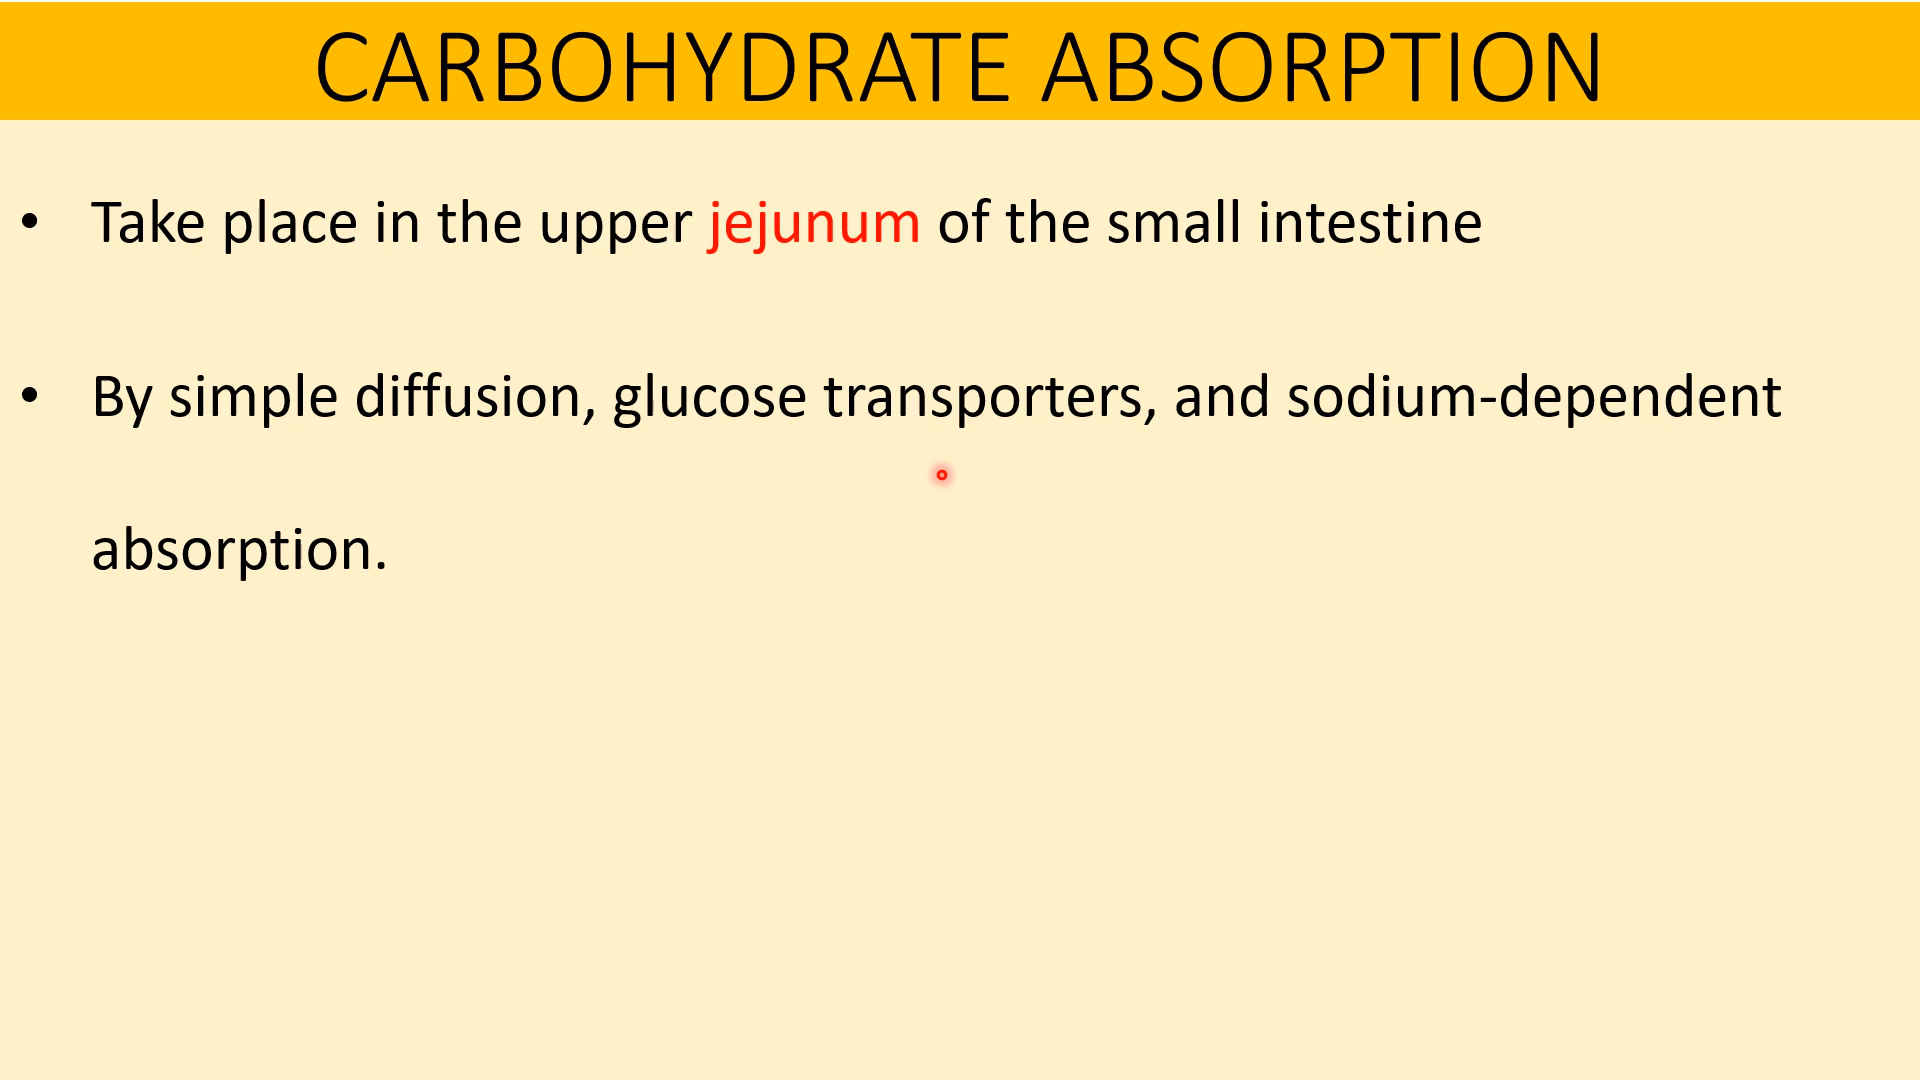 CARBOHYDRATE ABSORPTION
• Take place in the upper jejunum of the small intestine
• By simple diffusion, glucose transporters, and sodium-dependent
absorption.